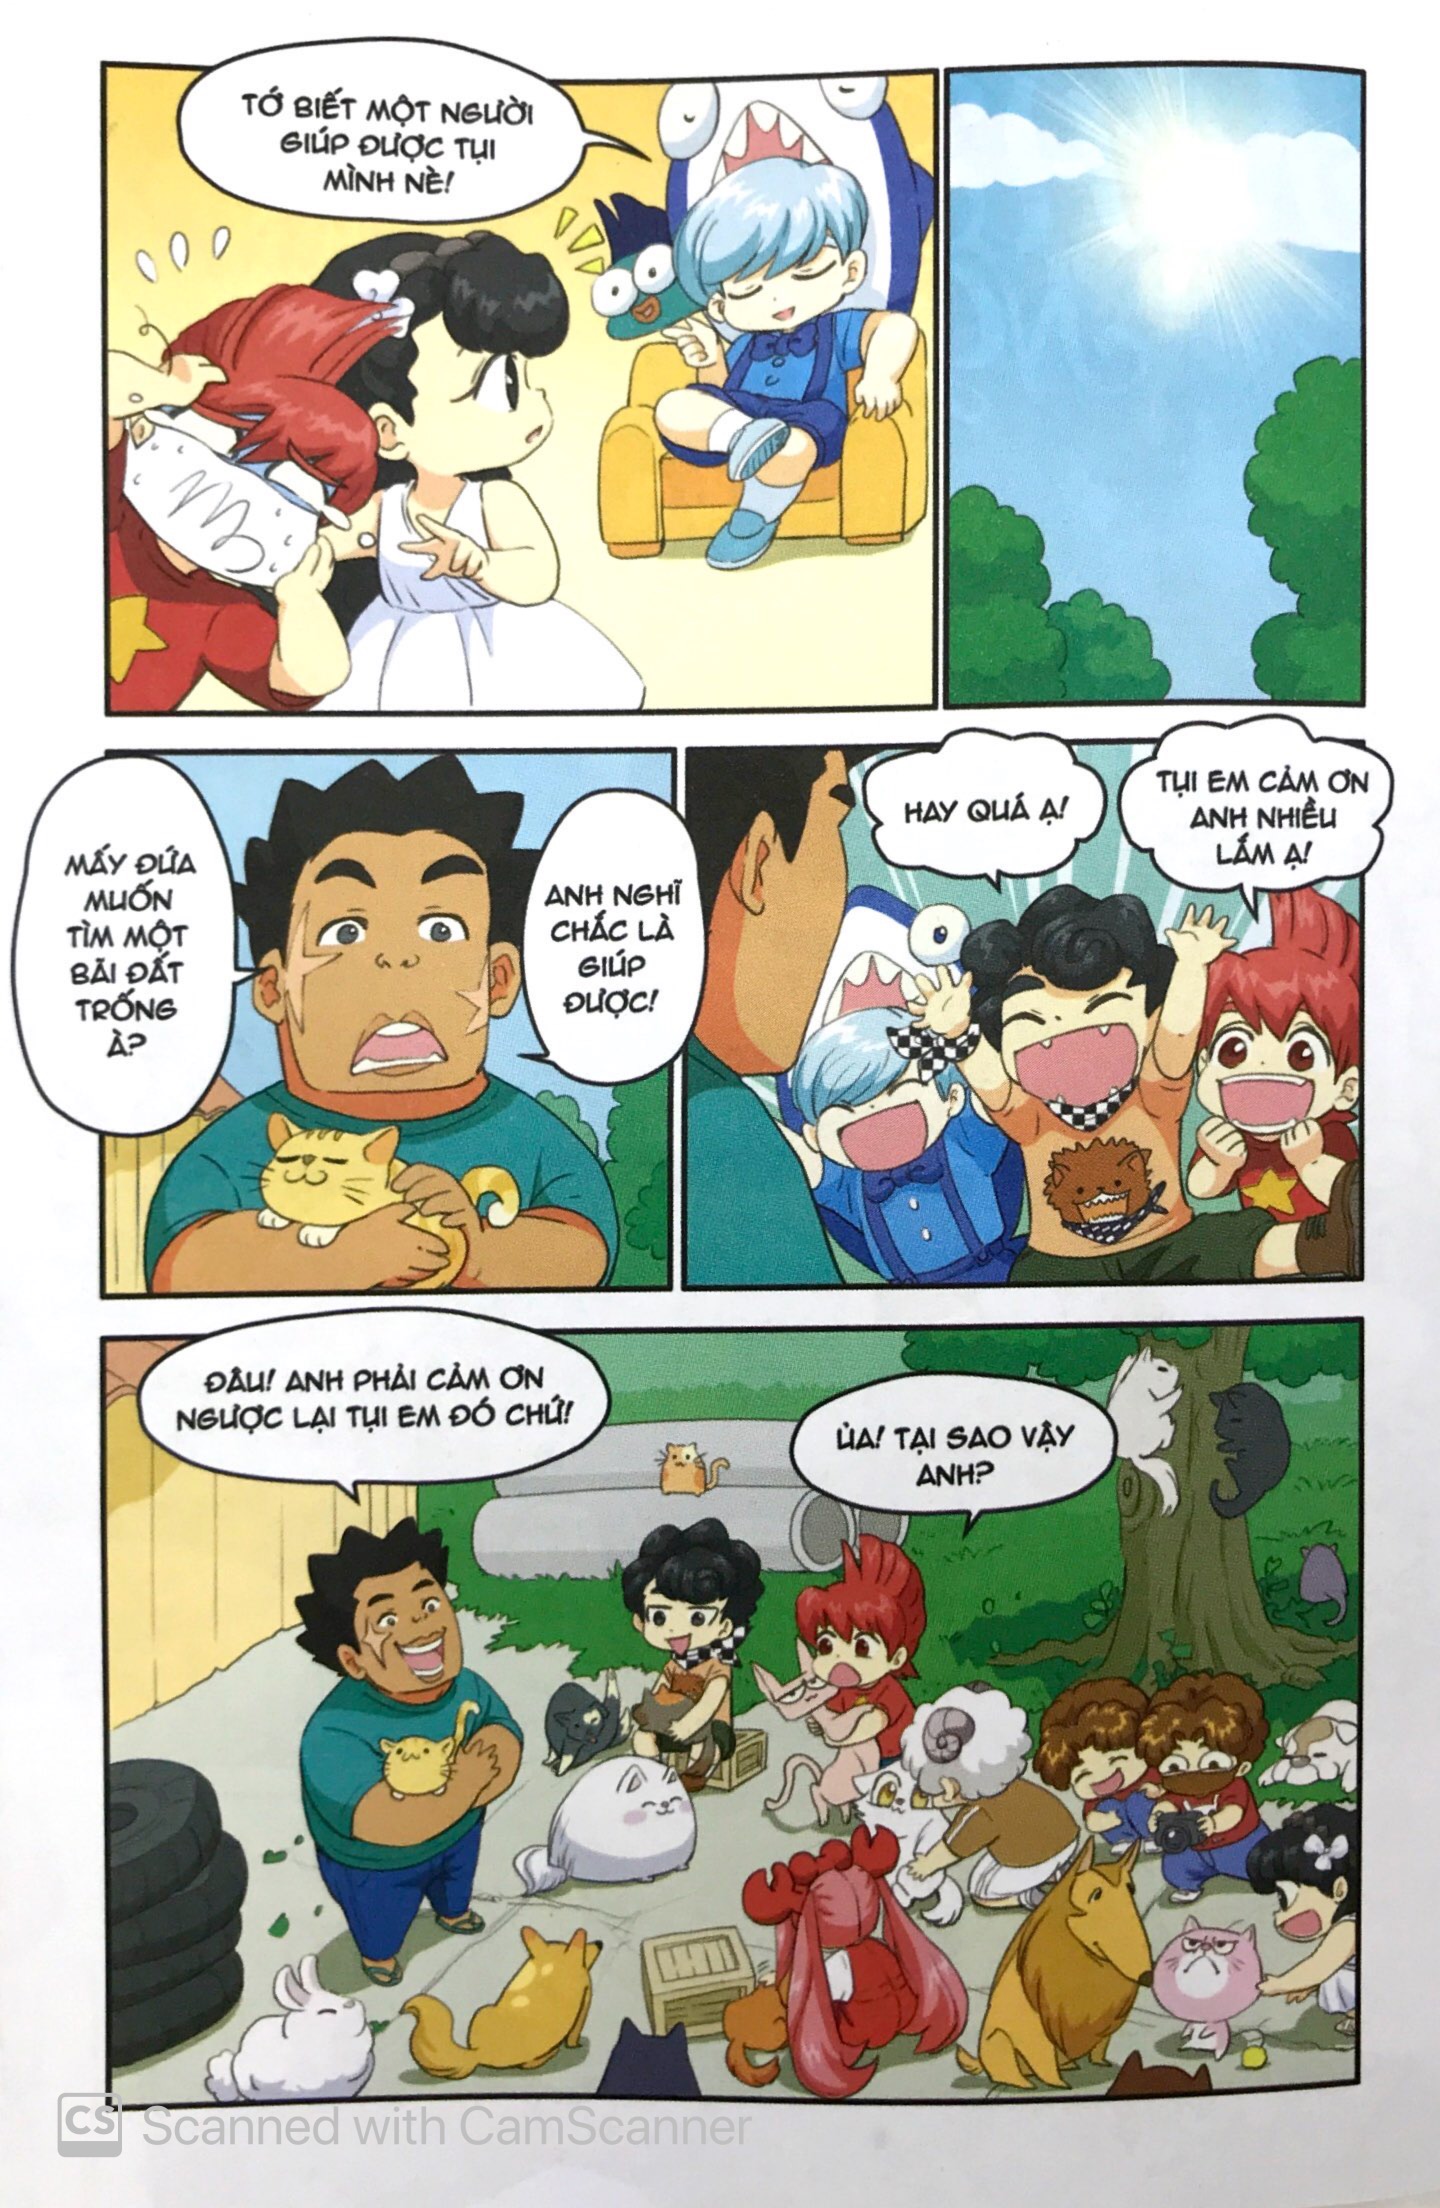 TỚ BIẾT MỘT NGƯỜI
GIÚP ĐƯỢC TỤI
MÌNH NÈ!
MẤY ĐỨA
MUỐN
TÌM MỘT
BÃI ĐẤT
TRỐNG
À?
ANH NGHĨ
CHẮC LÀ
GIÚP
ĐƯỢC!
HAY QUÁ Ạ!
TỤI EM CẢM ƠN
ANH NHIỀU
LẮM Ạ!
ĐÂU! ANH PHẢI CẢM ƠN
NGƯỢC LẠI TỤI EM ĐÓ CHỨ!
ỦA! TẠI SAO VẬY
ANH?
CS Scanned with CamScanner